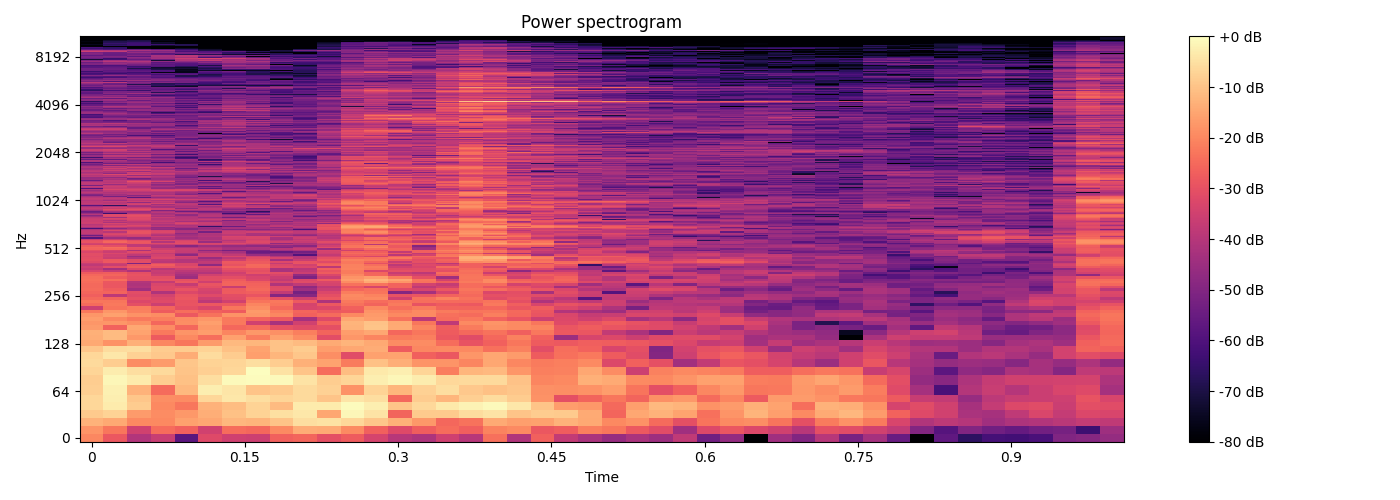 Power spectrogram
Hz
8192
4096
2048
1024
512
256
128
64
0
0 0.15 0.3 0.45 0.6 0.75 0.9
Time
+0 dB
-10 dB
-20 dB
-30 dB
-40 dB
-50 dB
-60 dB
-70 dB
-80 dB